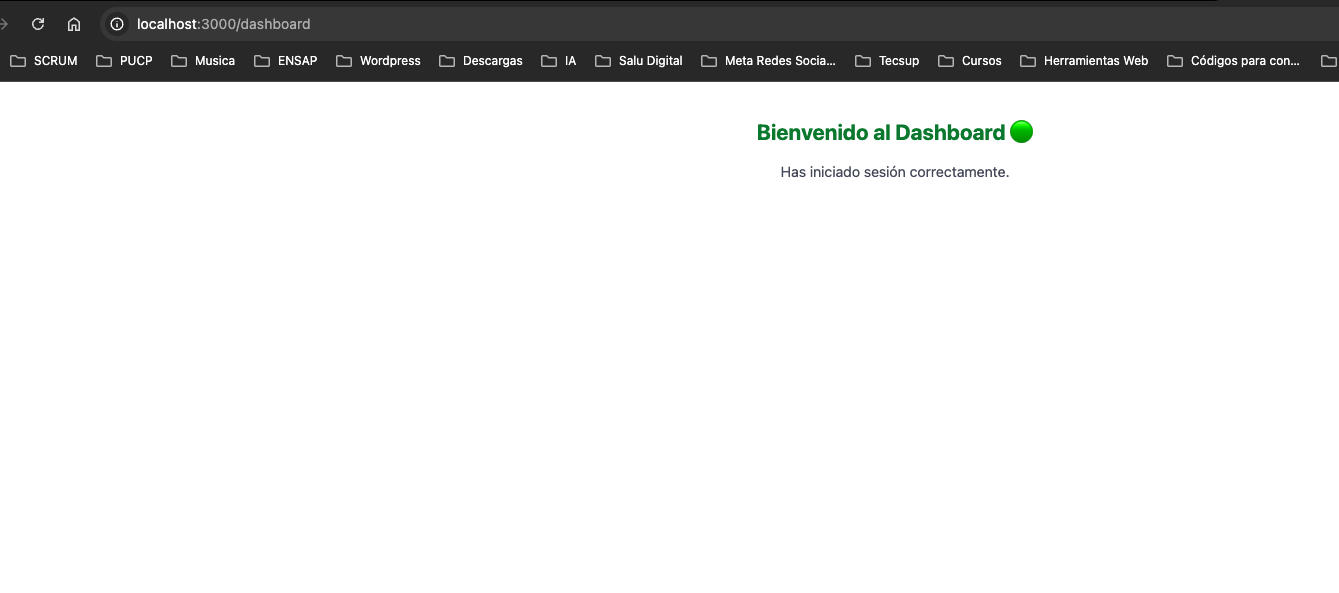 localhost:3000/dashboard
SCRUM PUCP Musica ENSAP Wordpress Descargas IA Salu Digital Meta Redes Socia... Tecsup Cursos Herramientas Web Códigos para con...
Bienvenido al Dashboard
Has iniciado sesión correctamente.